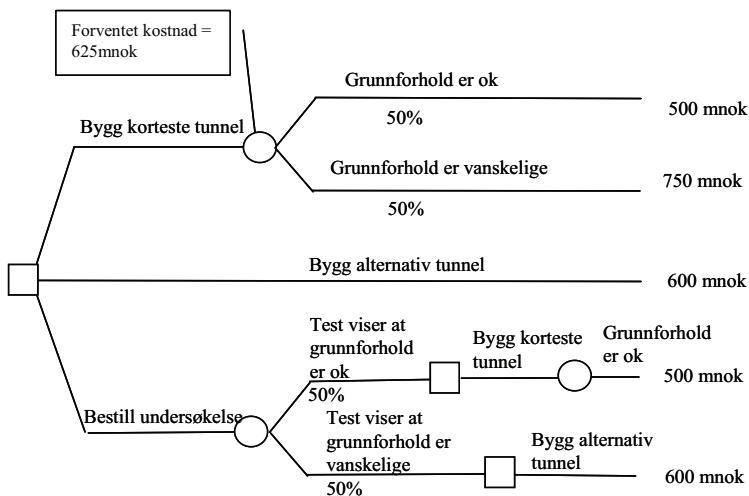 Forventet kostnad =
625mnok
Grunnforhold er ok
50%
500 mnok
Bygg korteste tunnel
Grunnforhold er vanskelige
50%
750 mnok
Bygg alternativ tunnel
600 mnok
Test viser at
grunnforhold
er ok
50%
Bygg korteste
tunnel
Grunnforhold
er ok
500 mnok
Bestill undersøkelse
Test viser at
grunnforhold er
vanskelige
50%
Bygg alternativ
tunnel
600 mnok